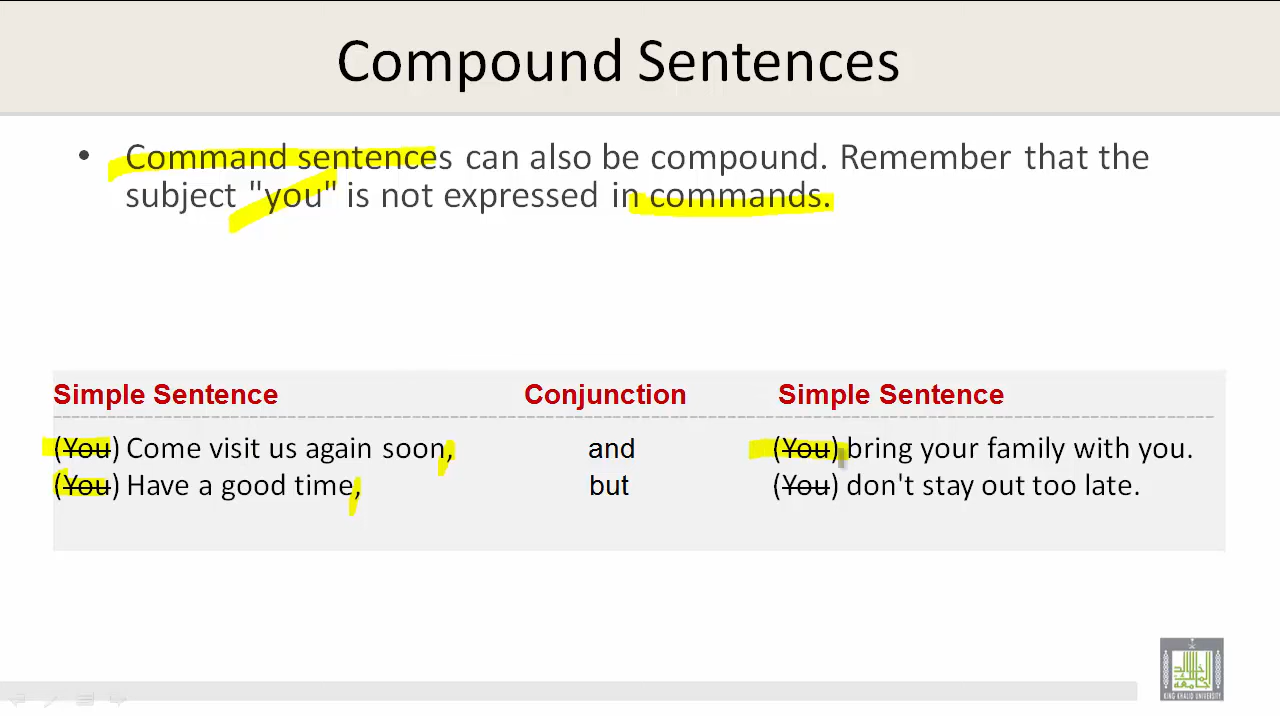 Compound Sentences
• Command sentences can also be compound. Remember that the
subject "you" is not expressed in commands.
Simple Sentence Conjunction Simple Sentence
(You) Come visit us again soon, and (You) bring your family with you.
(You) Have a good time, but (You) don't stay out too late.
KING KHALID UNIVERSITY